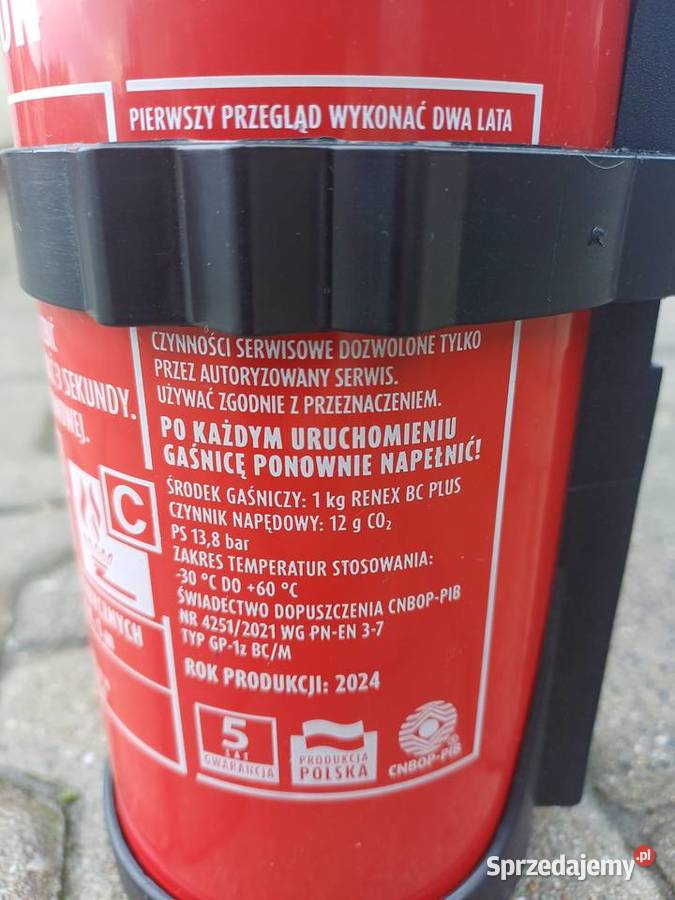 PIERWSZY PRZEGLĄD WYKONAĆ DWA LATA
CZYNNOŚCI SERWISOWE DOZWOLONE TYLKO
PRZEZ AUTORYZOWANY SERWIS.
UŻYWAĆ ZGODNIE Z PRZEZNACZENIEM.
PO KAŻDYM URUCHOMIENIU
GAŚNICĘ PONOWNIE NAPEŁNIĆ!
ŚRODEK GAŚNICZY: 1 kg RENEX BC PLUS
CZYNNIK NAPĘDOWY: 12 g CO₂
PS 13,8 bar
ZAKRES TEMPERATUR STOSOWANIA:
-30 °C DO +60 °C
ŚWIADECTWO DOPUSZCZENIA CNBOP-PIB
NR 4251/2021 WG PN-EN 3-7
TYP GP-1z BC/M
ROK PRODUKCJI: 2024
3 SEKUNDY.
C
5
LAT
GWARANCJA
PRODUKCJA
POLSKA
CNBOP-PIB
Sprzedajemy.pl